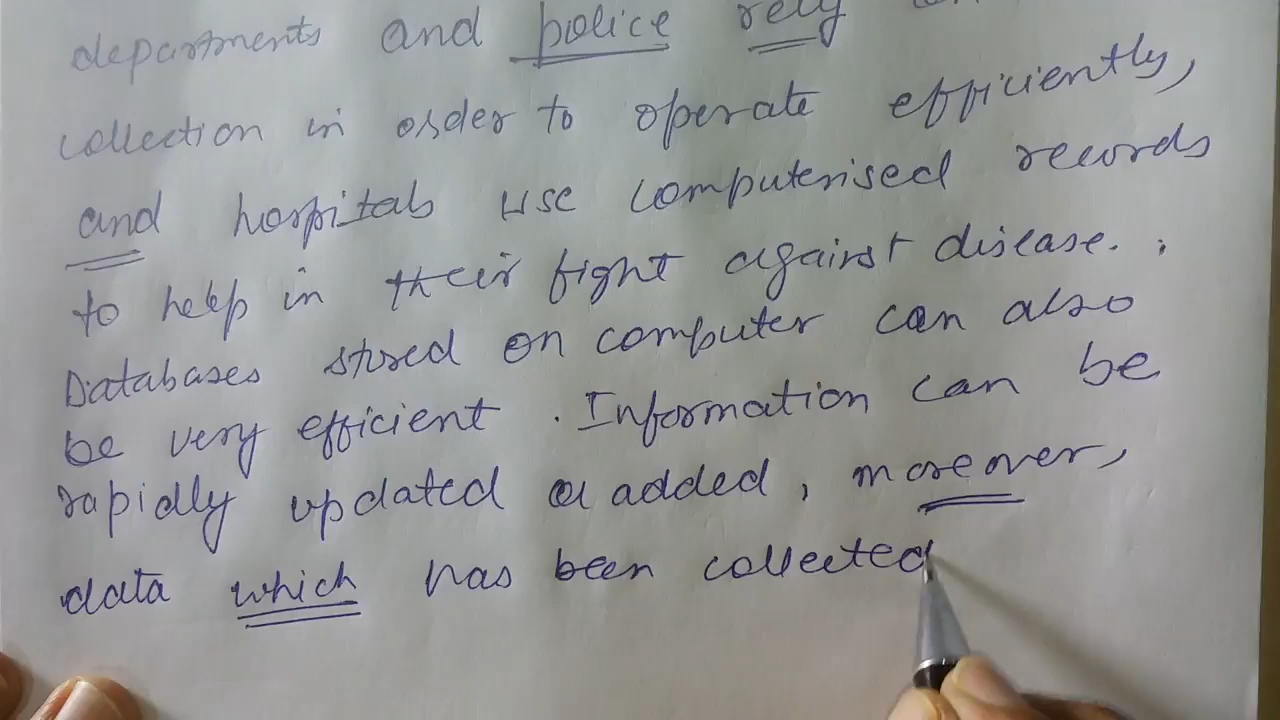 departments and police rely
collection in order to operate efficiently,
and hospitals use computerised records
to help in their fight against disease.
Databases stored on computer can also
be very efficient. Information can be
rapidly updated or added, moreover,
data which has been collected